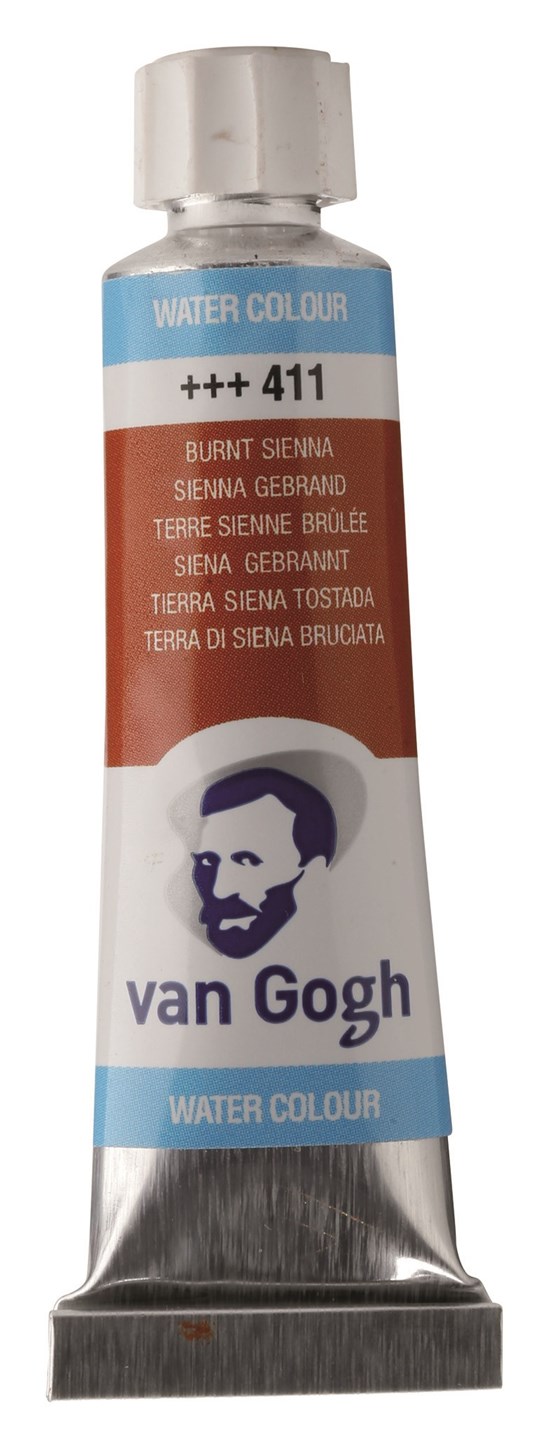 WATER COLOUR
+++ 411
BURNT SIENNA
SIENNA GEBRAND
TERRE SIENNE BRÛLÉE
SIENA GEBRANNT
TIERRA SIENA TOSTADA
TERRA DI SIENA BRUCIATA
van Gogh
WATER COLOUR